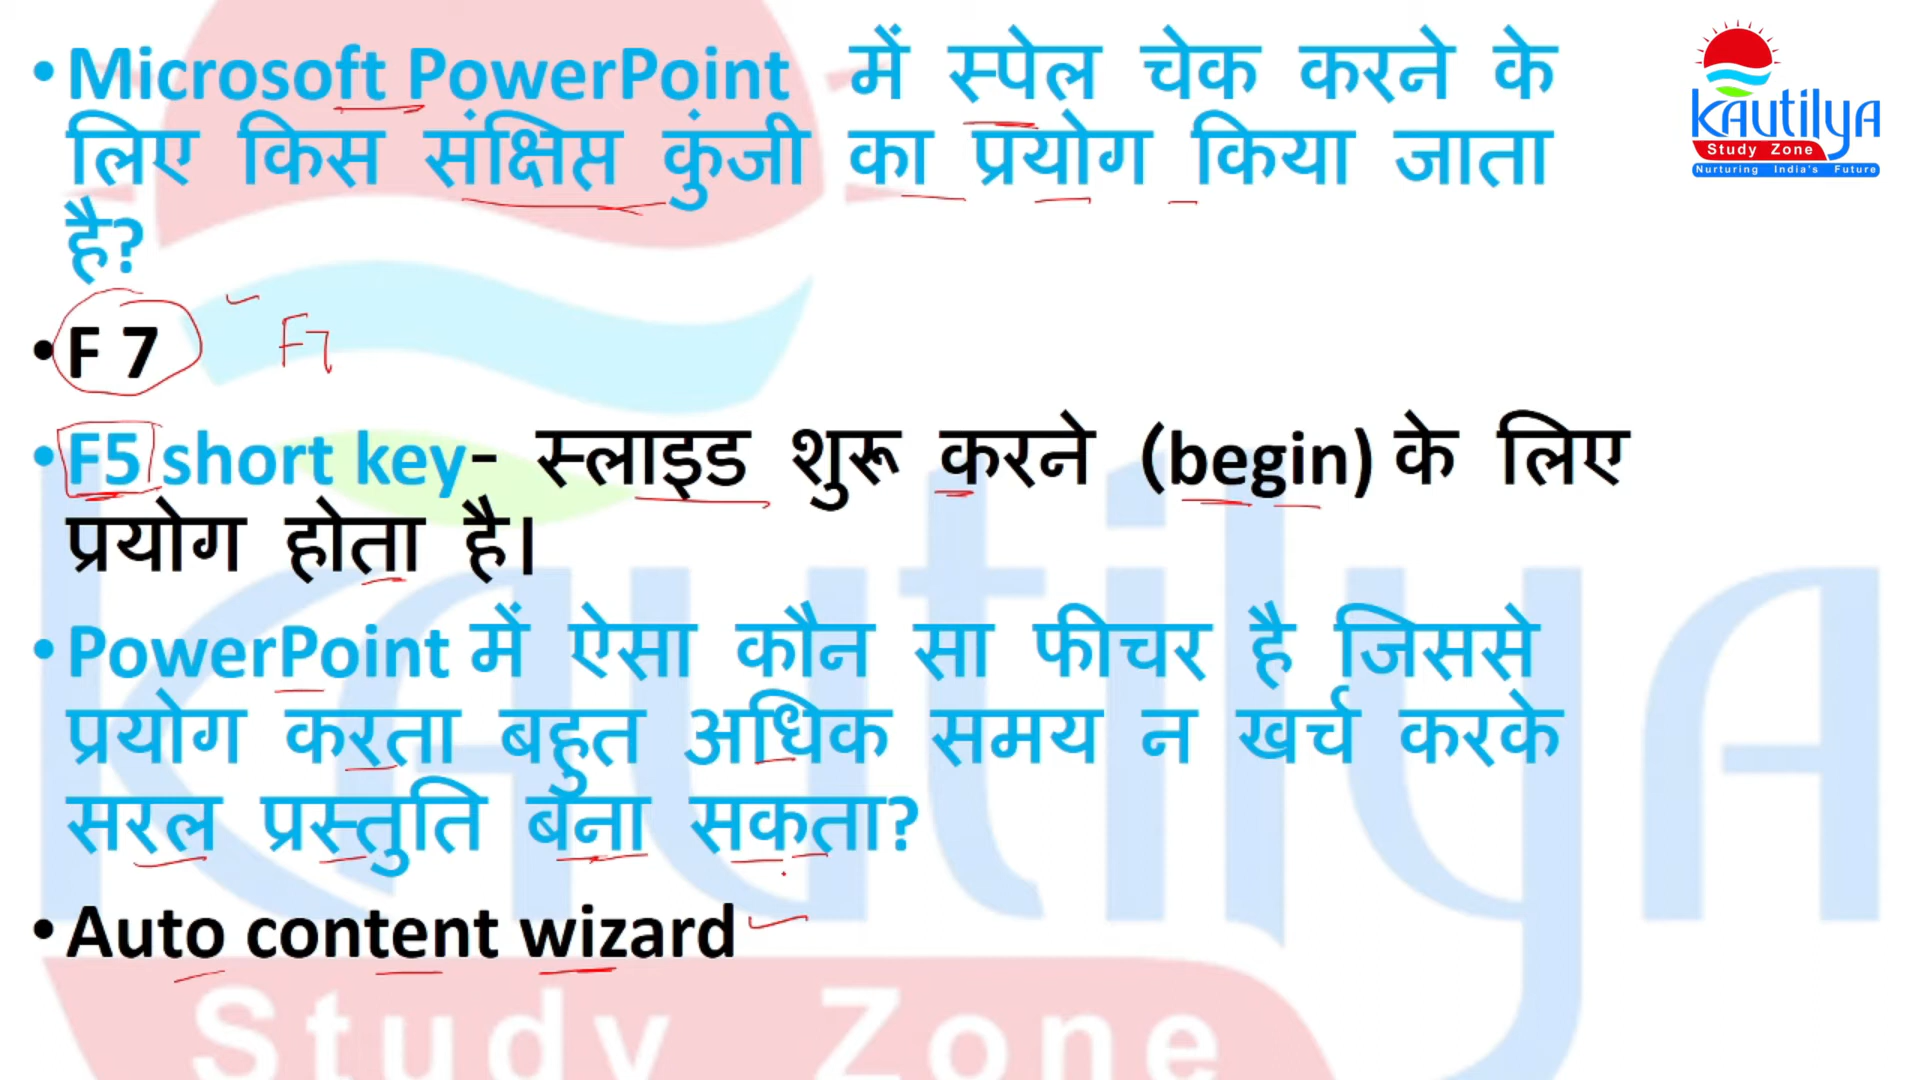 • Microsoft PowerPoint में स्पेल चेक करने के
लिए किस संक्षिप्त कुंजी का प्रयोग किया जाता
है?
• F 7 F7
• F5 short key- स्लाइड शुरू करने (begin) के लिए
प्रयोग होता है।
• PowerPoint में ऐसा कौन सा फीचर है जिससे
प्रयोग करता बहुत अधिक समय न खर्च करके
सरल प्रस्तुति बना सकता?
• Auto content wizard
Kautilya
Study Zone
Nurturing India's Future
Kautilya
Study Zone